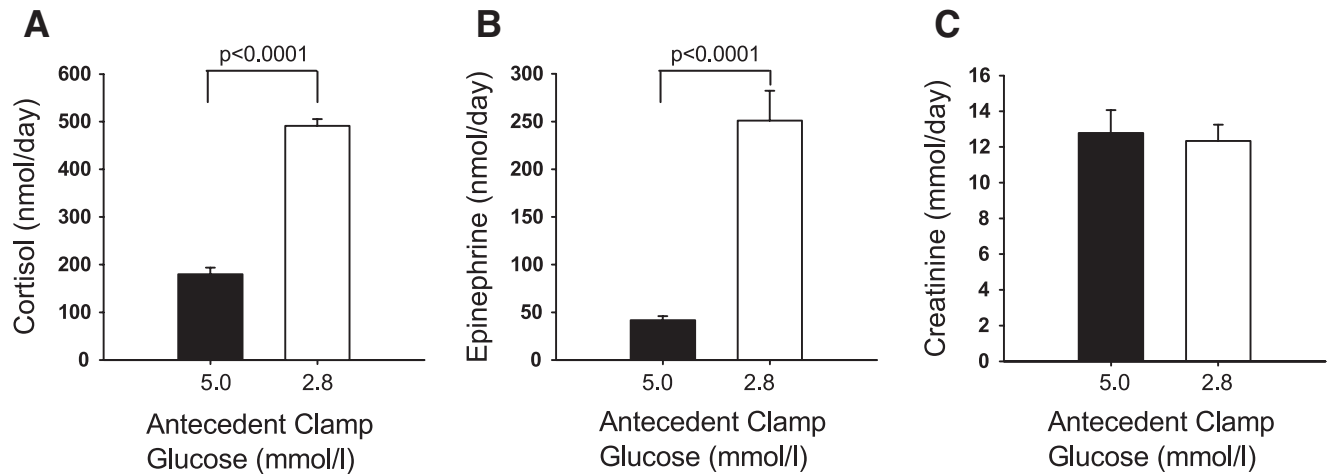 A
p<0.0001
Cortisol (nmol/day)
600
500
400
300
200
100
0
5.0 2.8
Antecedent Clamp
Glucose (mmol/l)
B
p<0.0001
Epinephrine (nmol/day)
300
250
200
150
100
50
0
5.0 2.8
Antecedent Clamp
Glucose (mmol/l)
C
Creatinine (mmol/day)
16
14
12
10
8
6
4
2
0
5.0 2.8
Antecedent Clamp
Glucose (mmol/l)